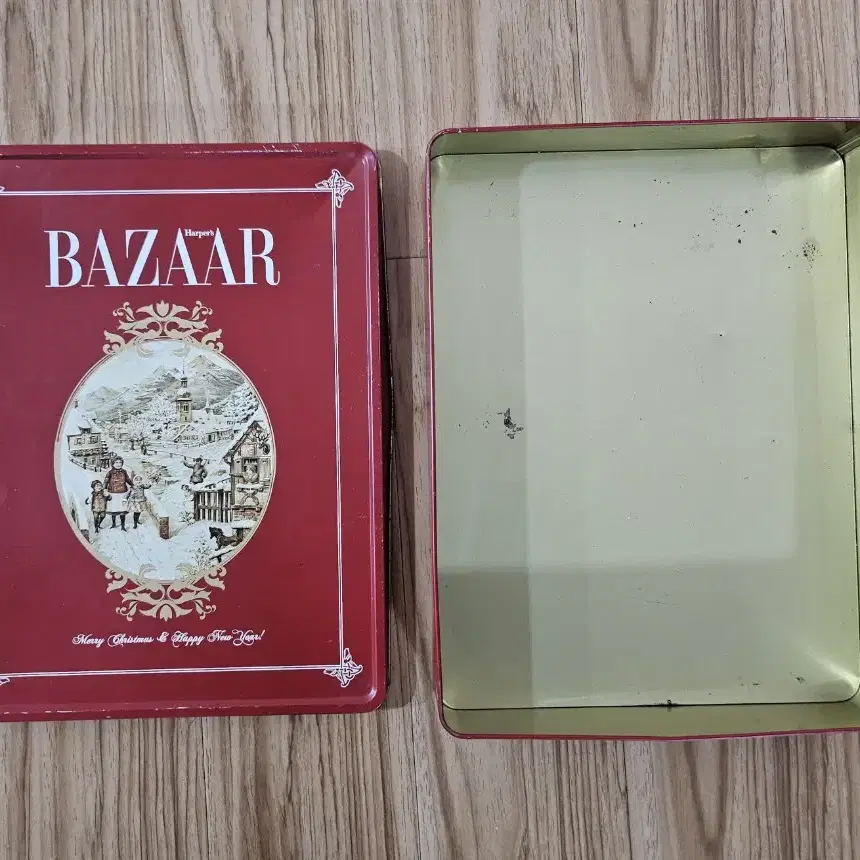 Harper's
BAZAAR
Merry Christmas & Happy New Year!